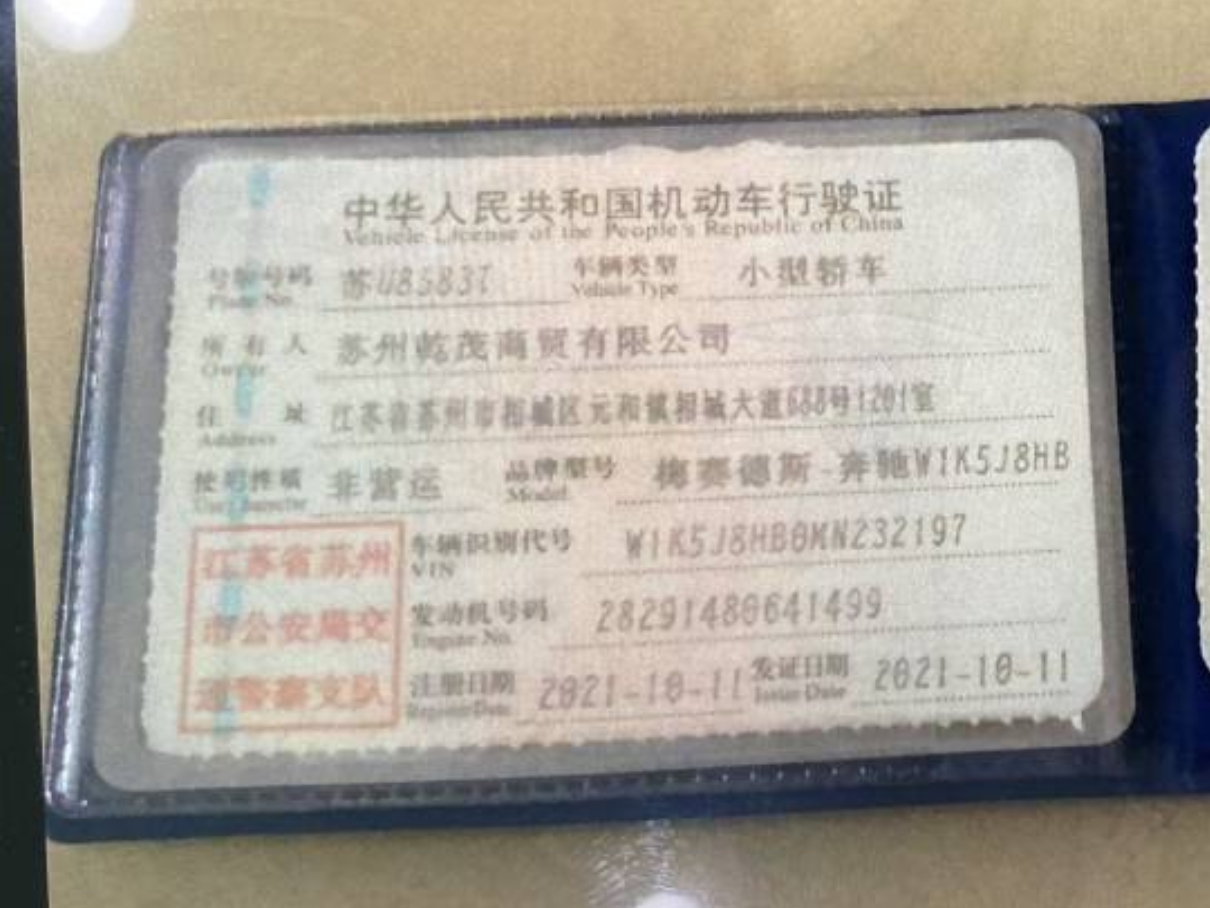 中华人民共和国机动车行驶证
Vehicle License of the People's Republic of China
号牌号码 苏U8583T 车辆类型 小型轿车
Plate No. Vehicle Type
所有人 苏州乾茂商贸有限公司
Owner
住址 江苏省苏州市相城区元和镇相城大道688号1201室
Address
使用性质 非营运 品牌型号 梅赛德斯-奔驰W1K5J8HB
Use Character Model
江苏省苏州 车辆识别代号 W1K5J8HB0MN232197
VIN
市公安局交 发动机号码 28291480641499
Engine No.
通警察支队 注册日期 2021-10-11 发证日期 2021-10-11
Register Date Issue Date